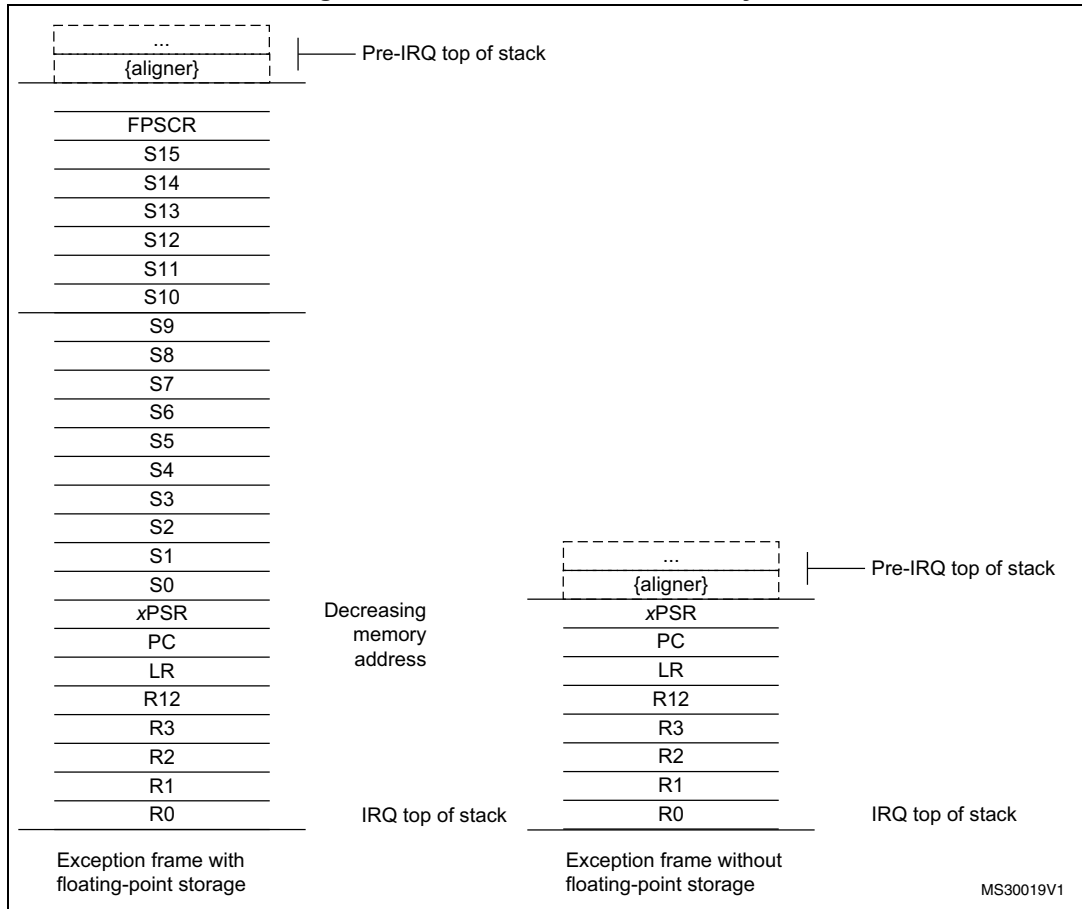 ...
{aligner}
Pre-IRQ top of stack
FPSCR
S15
S14
S13
S12
S11
S10
S9
S8
S7
S6
S5
S4
S3
S2
S1
S0
xPSR
PC
LR
R12
R3
R2
R1
R0
Decreasing
memory
address
IRQ top of stack
Exception frame with
floating-point storage
...
{aligner}
Pre-IRQ top of stack
xPSR
PC
LR
R12
R3
R2
R1
R0
IRQ top of stack
Exception frame without
floating-point storage
MS30019V1